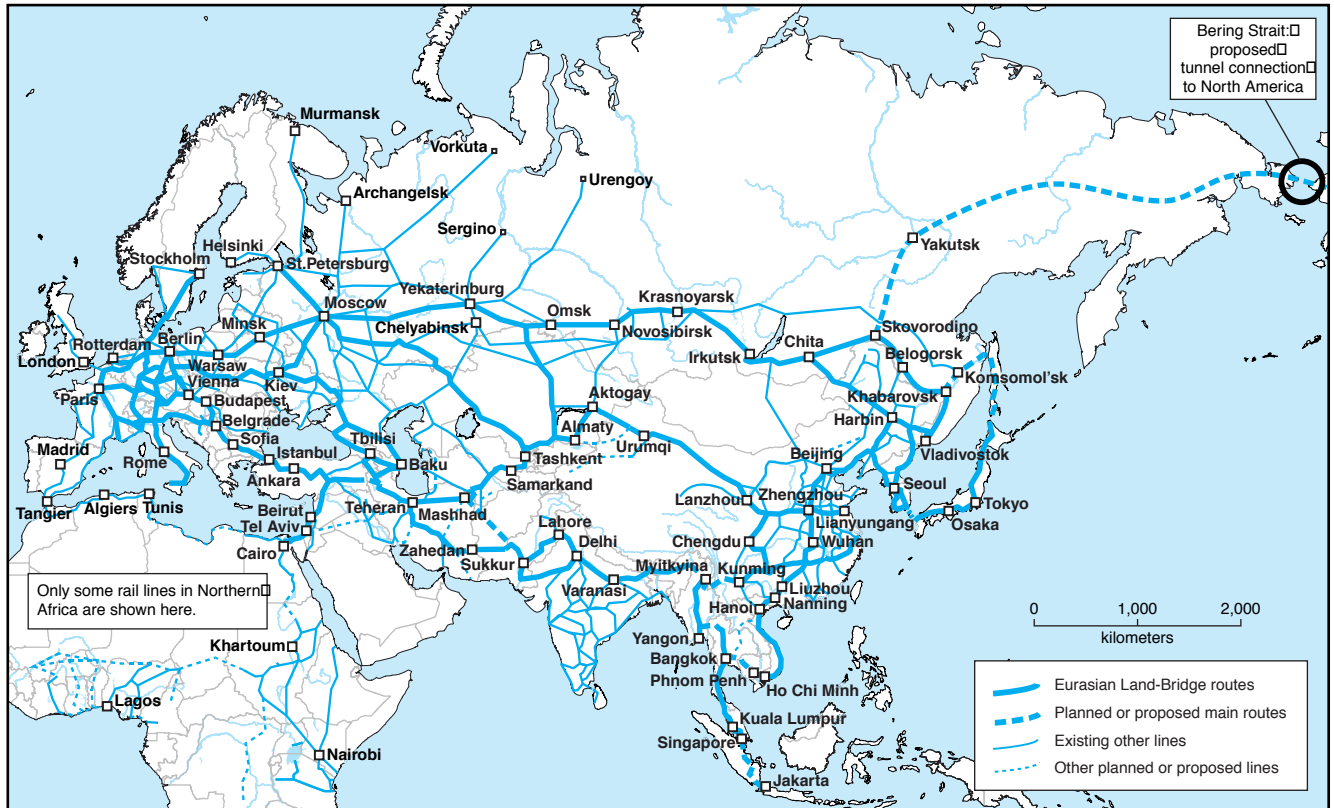 Bering Strait:
proposed
tunnel connection
to North America
Murmansk
Vorkuta
Urengoy
Archangelsk
Sergino
Yakutsk
Helsinki
Stockholm
St.Petersburg
Yekaterinburg
Krasnoyarsk
Moscow
Omsk
Skovorodino
Minsk
Chelyabinsk
Novosibirsk
Chita
Rotterdam
Berlin
Irkutsk
Belogorsk
London
Warsaw
Komsomol'sk
Vienna
Kiev
Paris
Aktogay
Khabarovsk
Budapest
Harbin
Belgrade
Almaty
Sofia
Tbilisi
Urumqi
Vladivostok
Madrid
Istanbul
Beijing
Rome
Baku
Tashkent
Ankara
Samarkand
Seoul
Lanzhou
Zhengzhou
Tangier
Algiers
Tunis
Beirut
Teheran
Mashhad
Tokyo
Tel Aviv
Lahore
Lianyungang
Osaka
Cairo
Zahedan
Delhi
Chengdu
Wuhan
Sukkur
Myitkyina
Kunming
Only some rail lines in Northern
Africa are shown here.
Varanasi
Liuzhou
Hanoi
Nanning
0
1,000
2,000
kilometers
Khartoum
Yangon
Bangkok
Phnom Penh
Ho Chi Minh
Lagos
Kuala Lumpur
Singapore
Nairobi
Jakarta
Eurasian Land-Bridge routes
Planned or proposed main routes
Existing other lines
Other planned or proposed lines